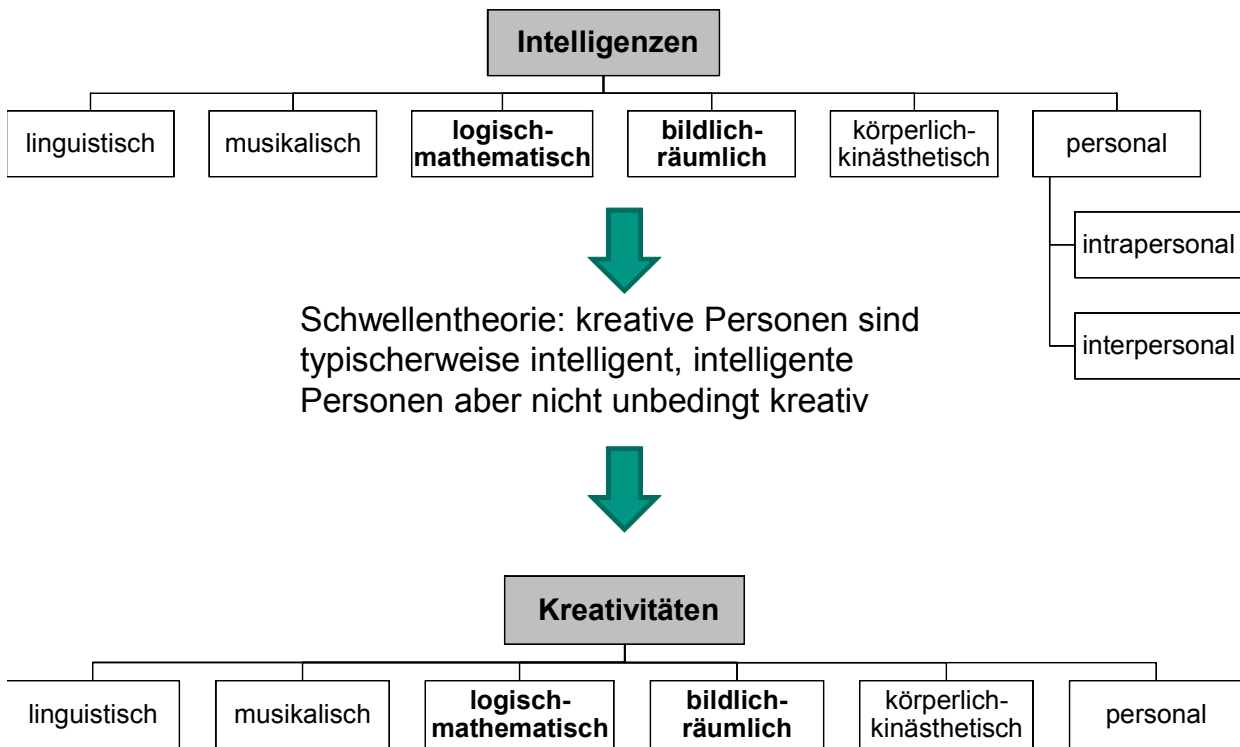 Intelligenzen
linguistisch
musikalisch
logisch-
mathematisch
bildlich-
räumlich
körperlich-
kinästhetisch
personal
intrapersonal
interpersonal
Schwellentheorie: kreative Personen sind
typischerweise intelligent, intelligente
Personen aber nicht unbedingt kreativ
Kreativitäten
linguistisch
musikalisch
logisch-
mathematisch
bildlich-
räumlich
körperlich-
kinästhetisch
personal